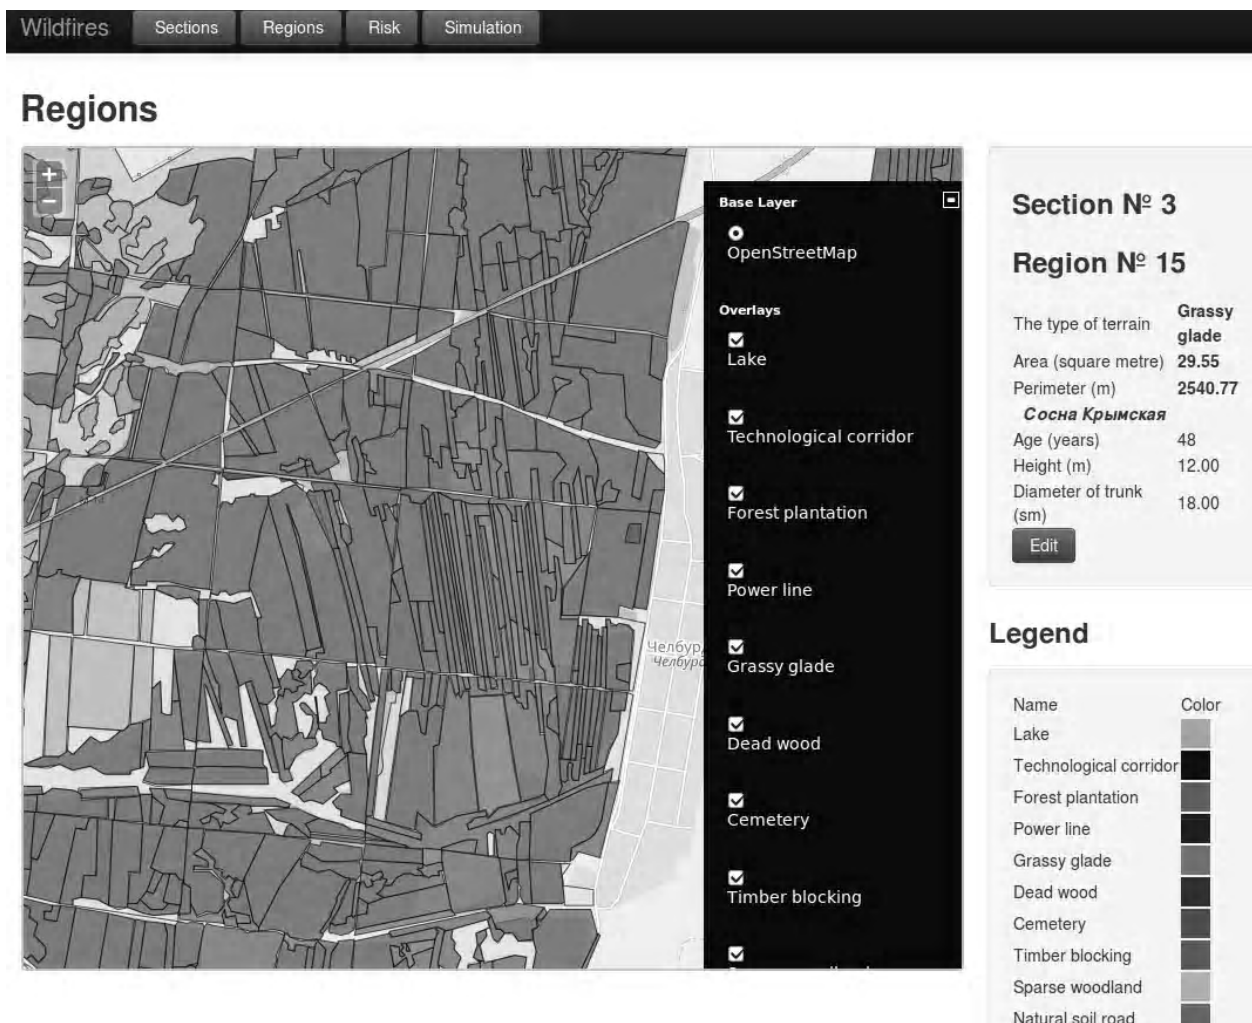 Wildfires Sections Regions Risk Simulation
Regions
+
−
Челбурд
Челбурд
Base Layer
OpenStreetMap
Overlays
Lake
Technological corridor
Forest plantation
Power line
Grassy glade
Dead wood
Cemetery
Timber blocking
Section № 3
Region № 15
The type of terrain Grassy glade
Area (square metre) 29.55
Perimeter (m) 2540.77
Сосна Крымская
Age (years) 48
Height (m) 12.00
Diameter of trunk
(sm) 18.00
Edit
Legend
Name Color
Lake
Technological corridor
Forest plantation
Power line
Grassy glade
Dead wood
Cemetery
Timber blocking
Sparse woodland
Natural soil road